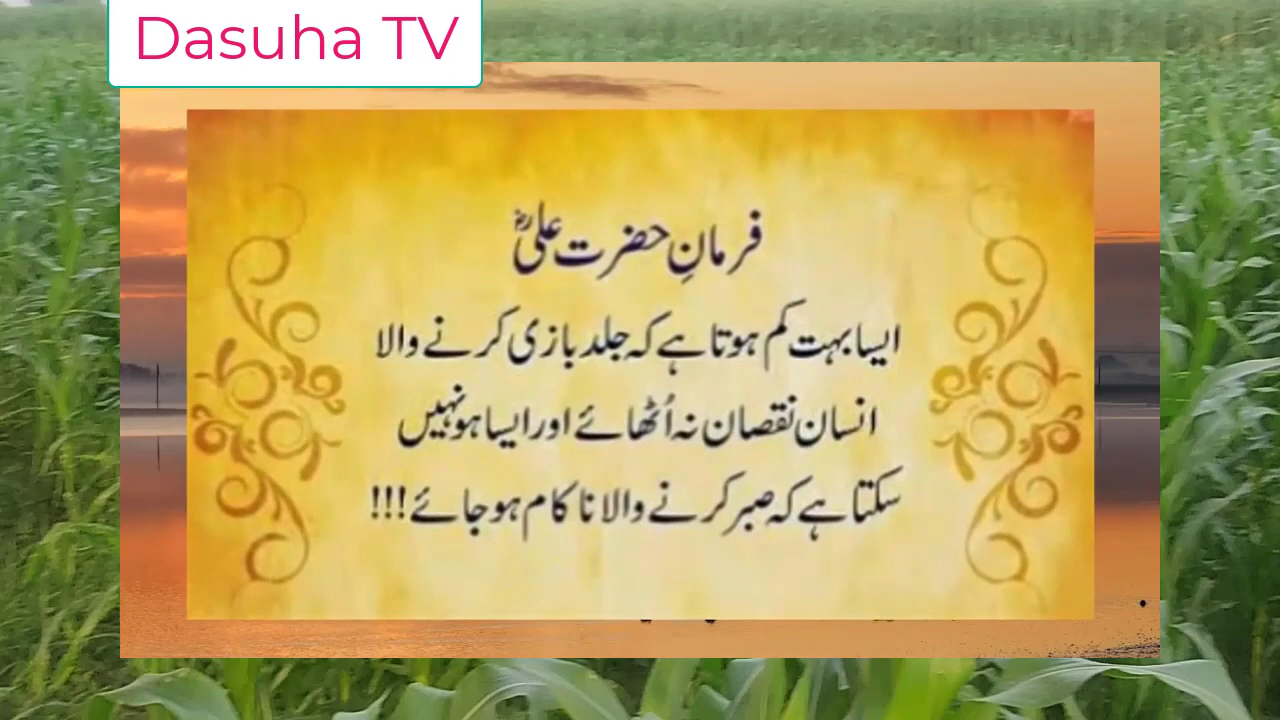 Dasuha TV
فرمانِ حضرت علیؓ
ایسا بہت کم ہوتا ہے کہ جلد بازی کرنے والا
انسان نقصان نہ اُٹھائے اور ایسا ہو نہیں
سکتا ہے کہ صبر کرنے والا ناکام ہو جائے!!!